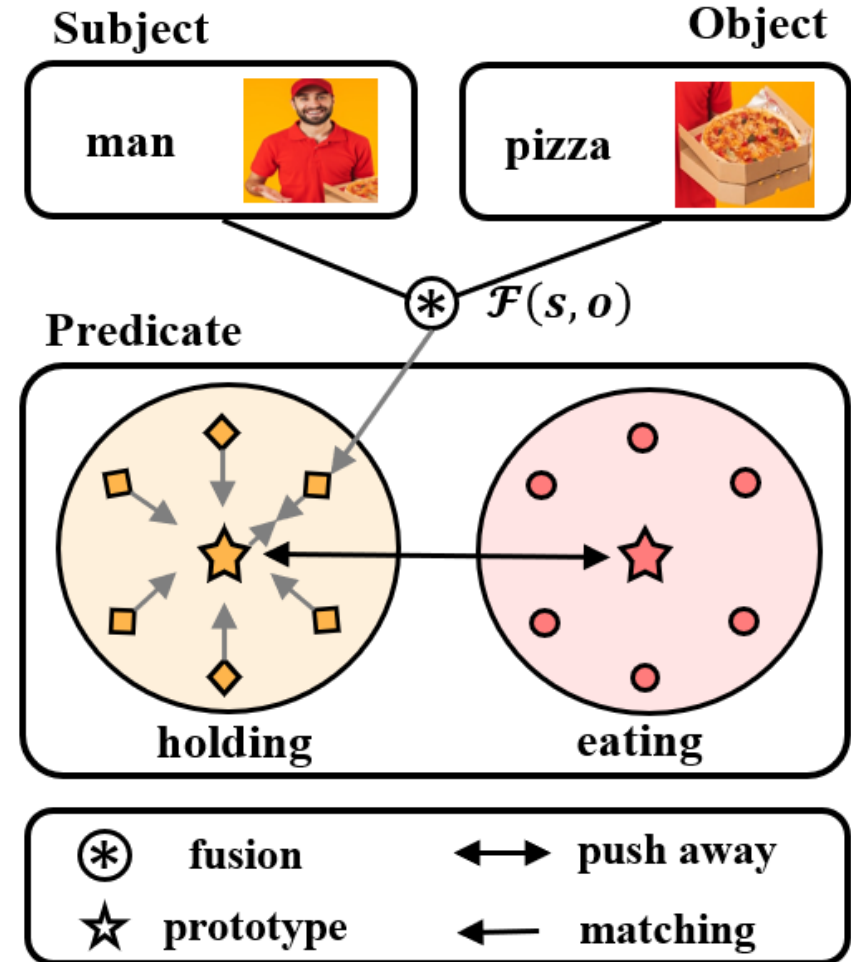 Subject
Object
man
pizza
ℱ(s, o)
Predicate
holding
eating
fusion
push away
prototype
matching